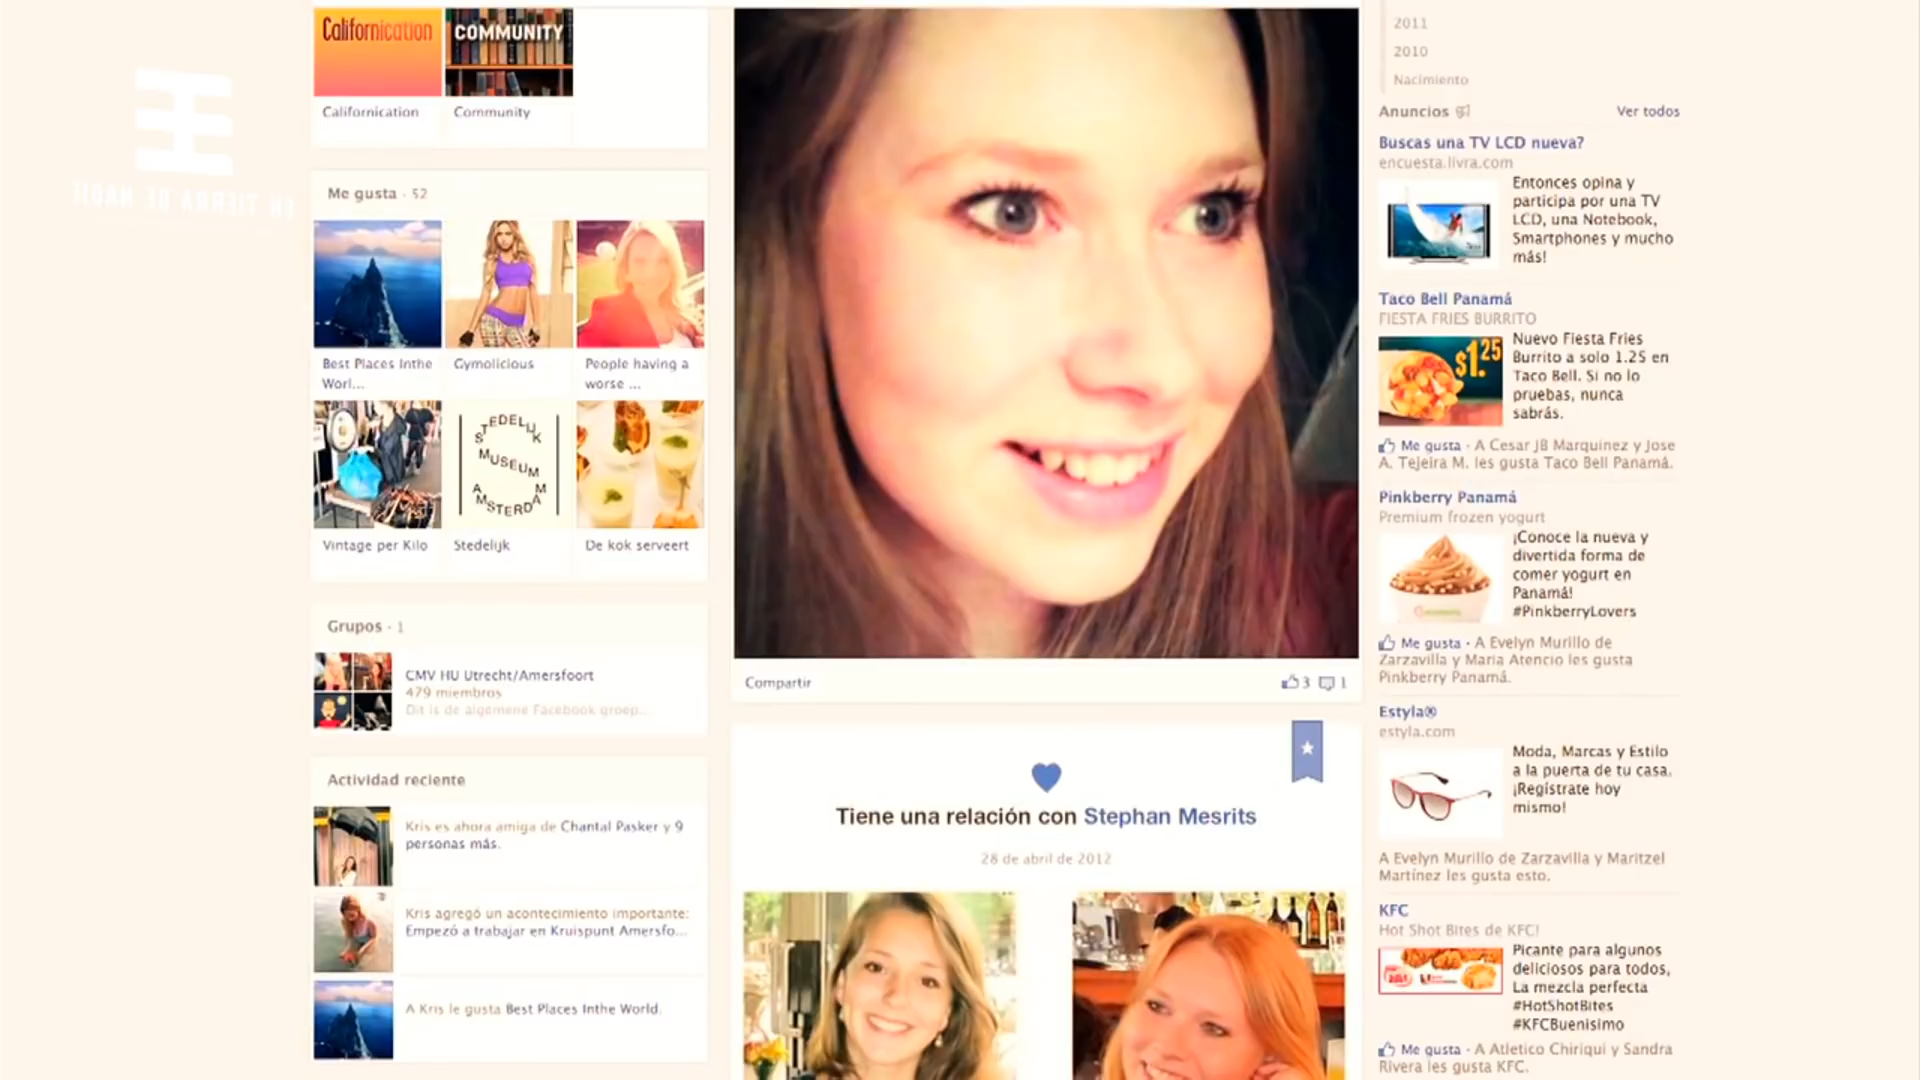 Californication
COMMUNITY
Californication
Community
Me gusta · 52
Best Places Inthe
Worl...
Gymolicious
People having a
worse ...
STEDELIJK
MUSEUM
AMSTERDAM
Vintage per Kilo
Stedelijk
De kok serveert
Grupos · 1
CMV HU Utrecht/Amersfoort
479 miembros
Dit is de algemene Facebook groep...
Actividad reciente
Kris es ahora amiga de Chantal Pasker y 9
personas más.
Kris agregó un acontecimiento importante:
Empezó a trabajar en Kruispunt Amersfo...
A Kris le gusta Best Places Inthe World.
Compartir
3
1
Tiene una relación con Stephan Mesrits
28 de abril de 2012
2011
2010
Nacimiento
Anuncios
Ver todos
Buscas una TV LCD nueva?
encuesta.livra.com
Entonces opina y
participa por una TV
LCD, una Notebook,
Smartphones y mucho
más!
Taco Bell Panamá
FIESTA FRIES BURRITO
$1.25
Nuevo Fiesta Fries
Burrito a solo 1.25 en
Taco Bell. Si no lo
pruebas, nunca
sabrás.
Me gusta · A Cesar JB Marquinez y Jose
A. Tejeira M. les gusta Taco Bell Panamá.
Pinkberry Panamá
Premium frozen yogurt
¡Conoce la nueva y
divertida forma de
comer yogurt en
Panamá!
#PinkberryLovers
Me gusta · A Evelyn Murillo de
Zarzavilla y Maria Atencio les gusta
Pinkberry Panamá.
Estyla®
estyla.com
Moda, Marcas y Estilo
a la puerta de tu casa.
¡Regístrate hoy
mismo!
A Evelyn Murillo de Zarzavilla y Maritzel
Martínez les gusta esto.
KFC
Hot Shot Bites de KFC!
Picante para algunos
deliciosos para todos,
La mezcla perfecta
#HotShotBites
#KFCBuenisimo
Me gusta · A Atletico Chiriqui y Sandra
Rivera les gusta KFC.
EN TIERRA DE NADIE